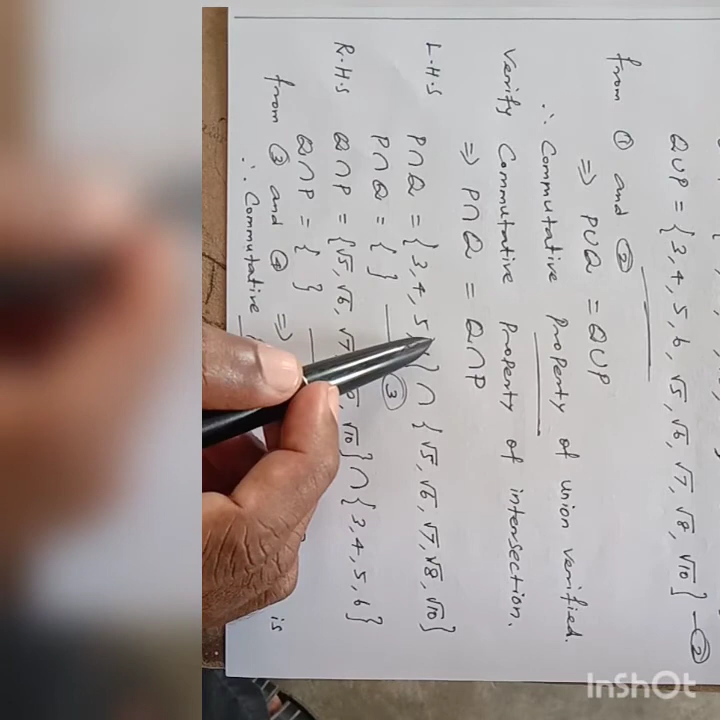 Q∪P = {3, 4, 5, 6, √5, √6, √7, √8, √10} — ②
from ① and ②
⇒ P∪Q = Q∪P
∴ Commutative Property of union verified.
Verify Commutative Property of intersection.
⇒ P∩Q = Q∩P
L.H.S P∩Q = {3, 4, 5, } ∩ {√5, √6, √7, √8, √10}
P∩Q = { } — ③
R.H.S Q∩P = {√5, √6, √7, √10} ∩ {3, 4, 5, 6}
Q∩P = { }
from ③ and ④ ⇒
∴ Commutative is
InShOt